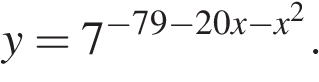 y = 7^{-79-20x-x^2}.